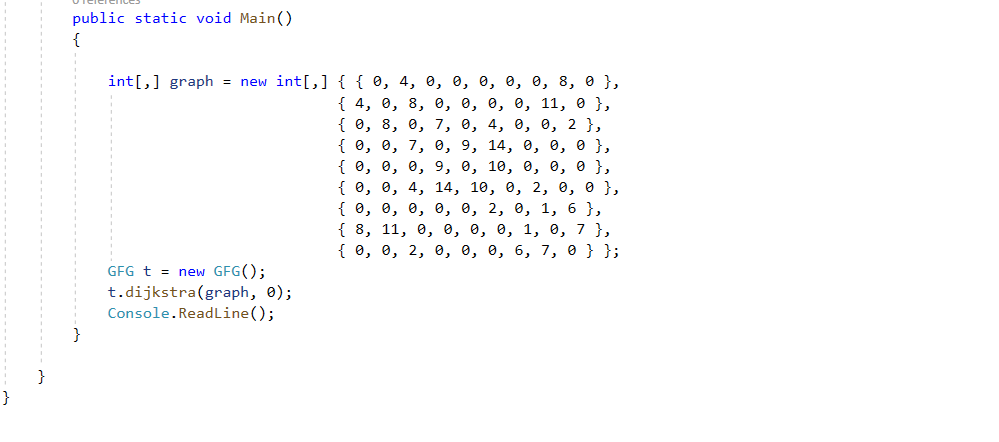 0 references
public static void Main()
{
int[,] graph = new int[,] { { 0, 4, 0, 0, 0, 0, 0, 8, 0 },
{ 4, 0, 8, 0, 0, 0, 0, 11, 0 },
{ 0, 8, 0, 7, 0, 4, 0, 0, 2 },
{ 0, 0, 7, 0, 9, 14, 0, 0, 0 },
{ 0, 0, 0, 9, 0, 10, 0, 0, 0 },
{ 0, 0, 4, 14, 10, 0, 2, 0, 0 },
{ 0, 0, 0, 0, 0, 2, 0, 1, 6 },
{ 8, 11, 0, 0, 0, 0, 1, 0, 7 },
{ 0, 0, 2, 0, 0, 0, 6, 7, 0 } };
GFG t = new GFG();
t.dijkstra(graph, 0);
Console.ReadLine();
}
}
}